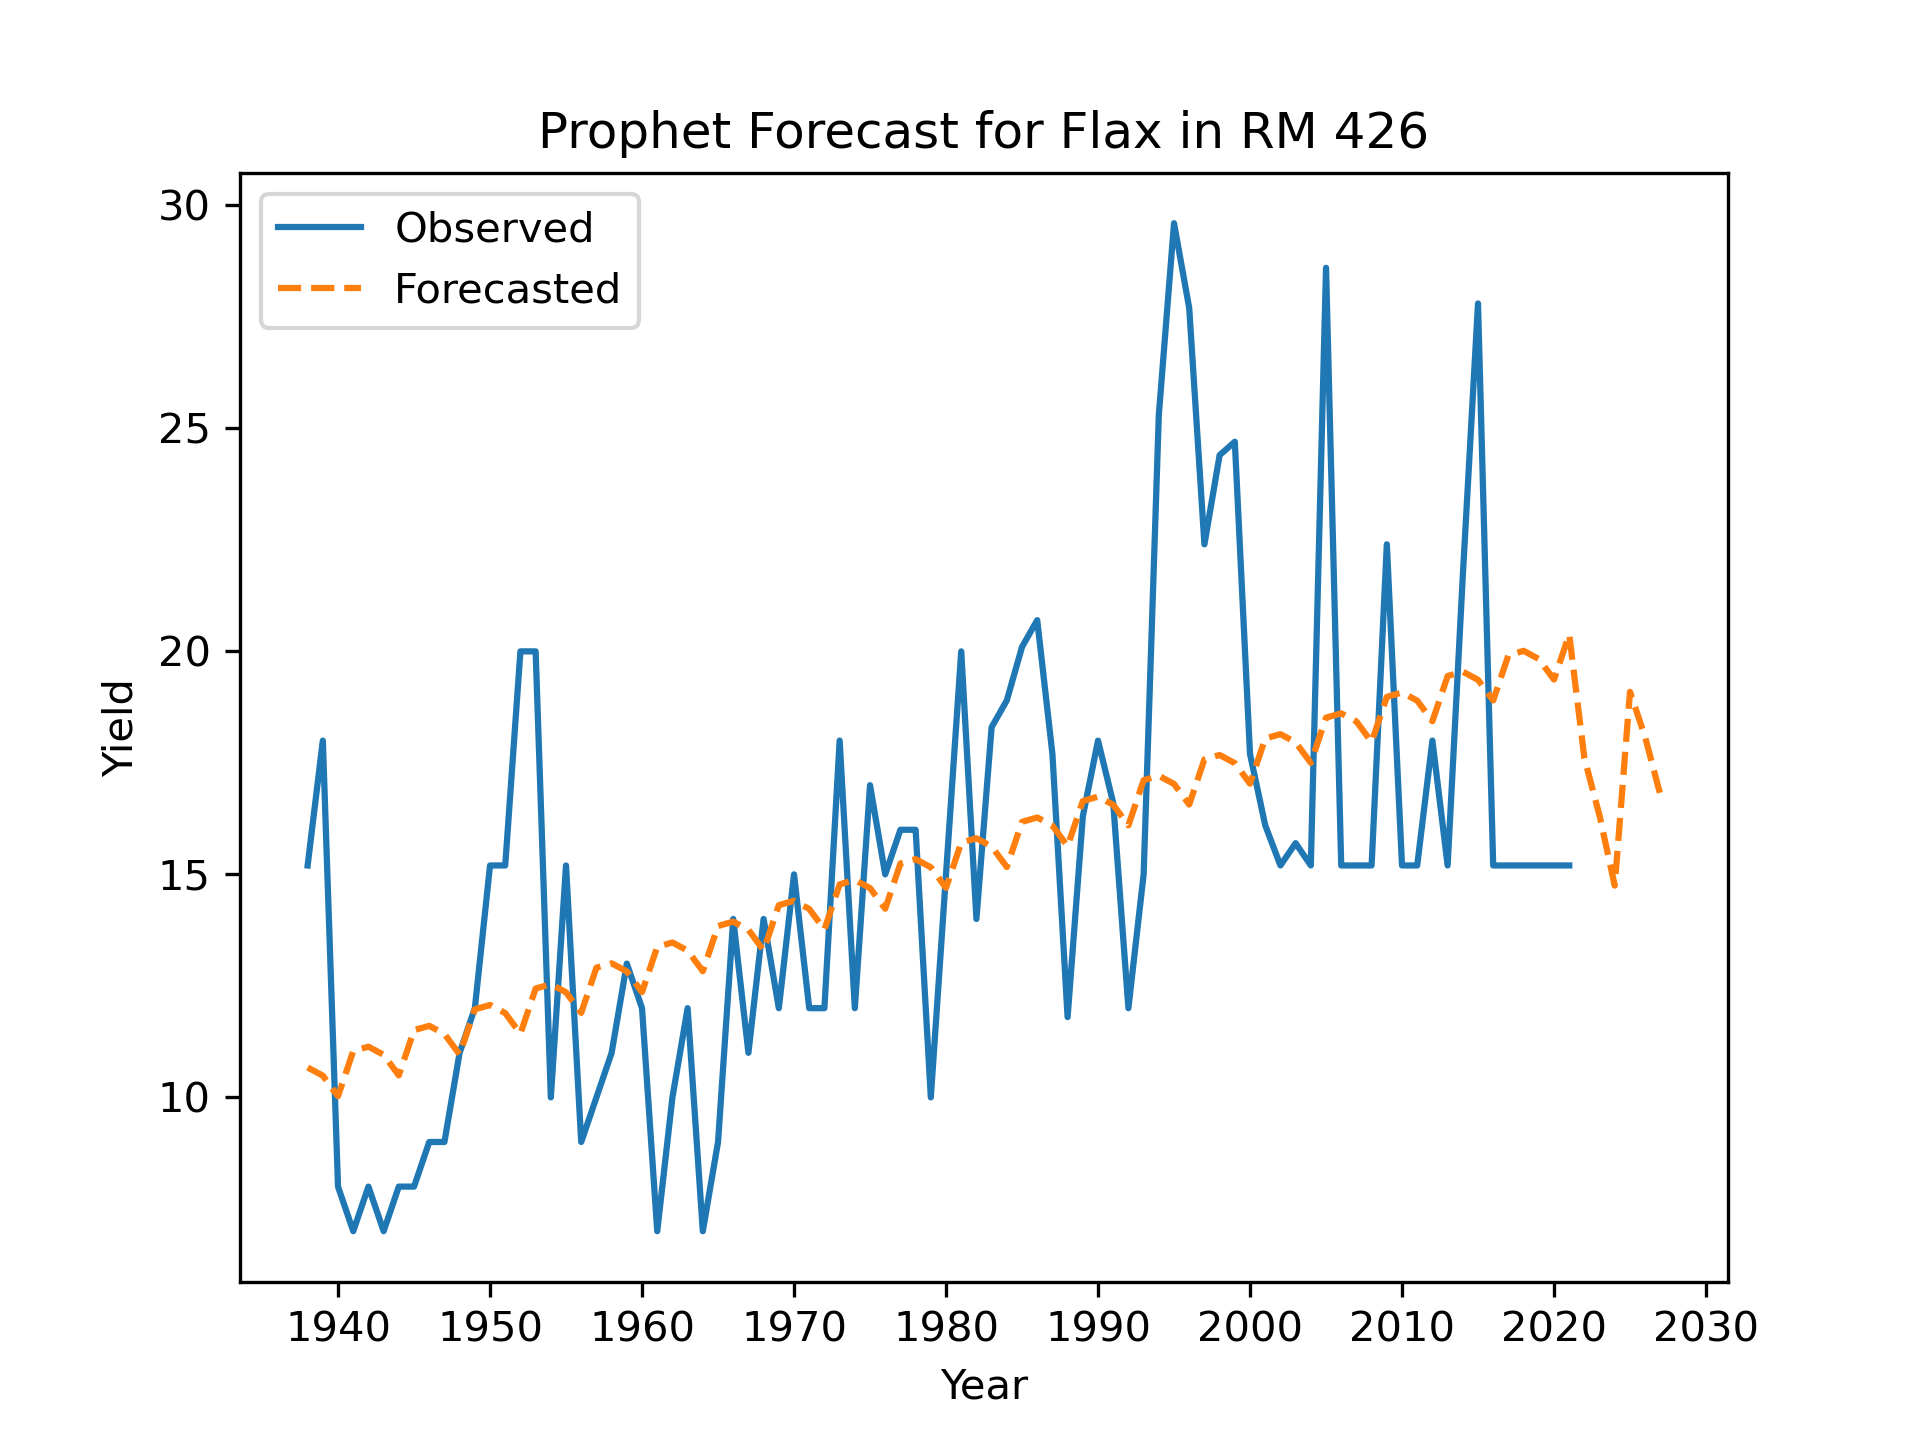 Prophet Forecast for Flax in RM 426
Observed
Forecasted
30
25
20
15
10
Yield
1940 1950 1960 1970 1980 1990 2000 2010 2020 2030
Year